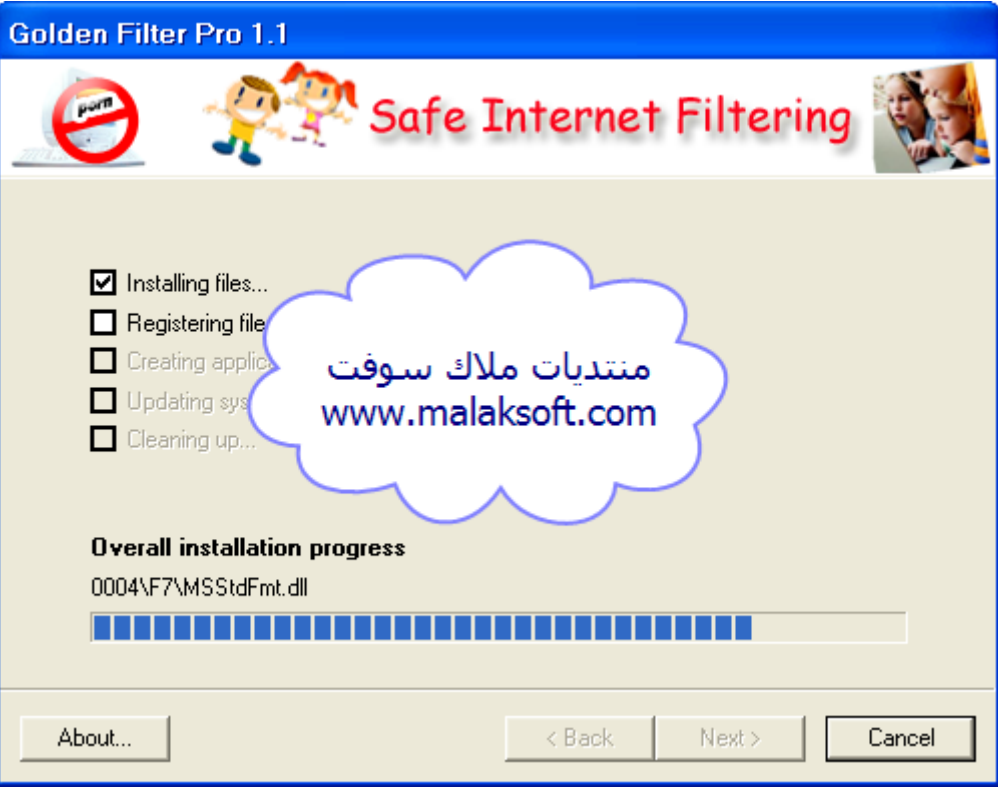 Golden Filter Pro 1.1
porn
Safe Internet Filtering
Installing files...
Registering file
Creating applic
Updating sys
Cleaning up...
منتديات ملاك سوفت
www.malaksoft.com
Overall installation progress
0004\F7\MSStdFmt.dll
About...
< Back
Next >
Cancel